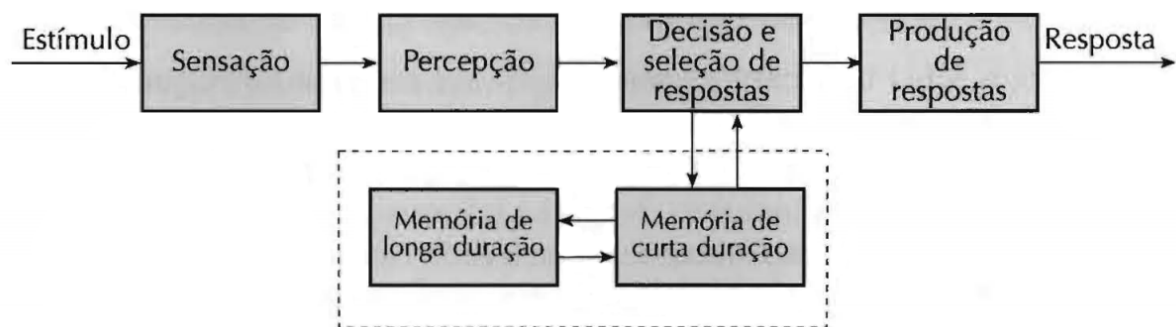 Estímulo
Sensação
Percepção
Decisão e
seleção de
respostas
Produção
de
respostas
Resposta
Memória de
longa duração
Memória de
curta duração